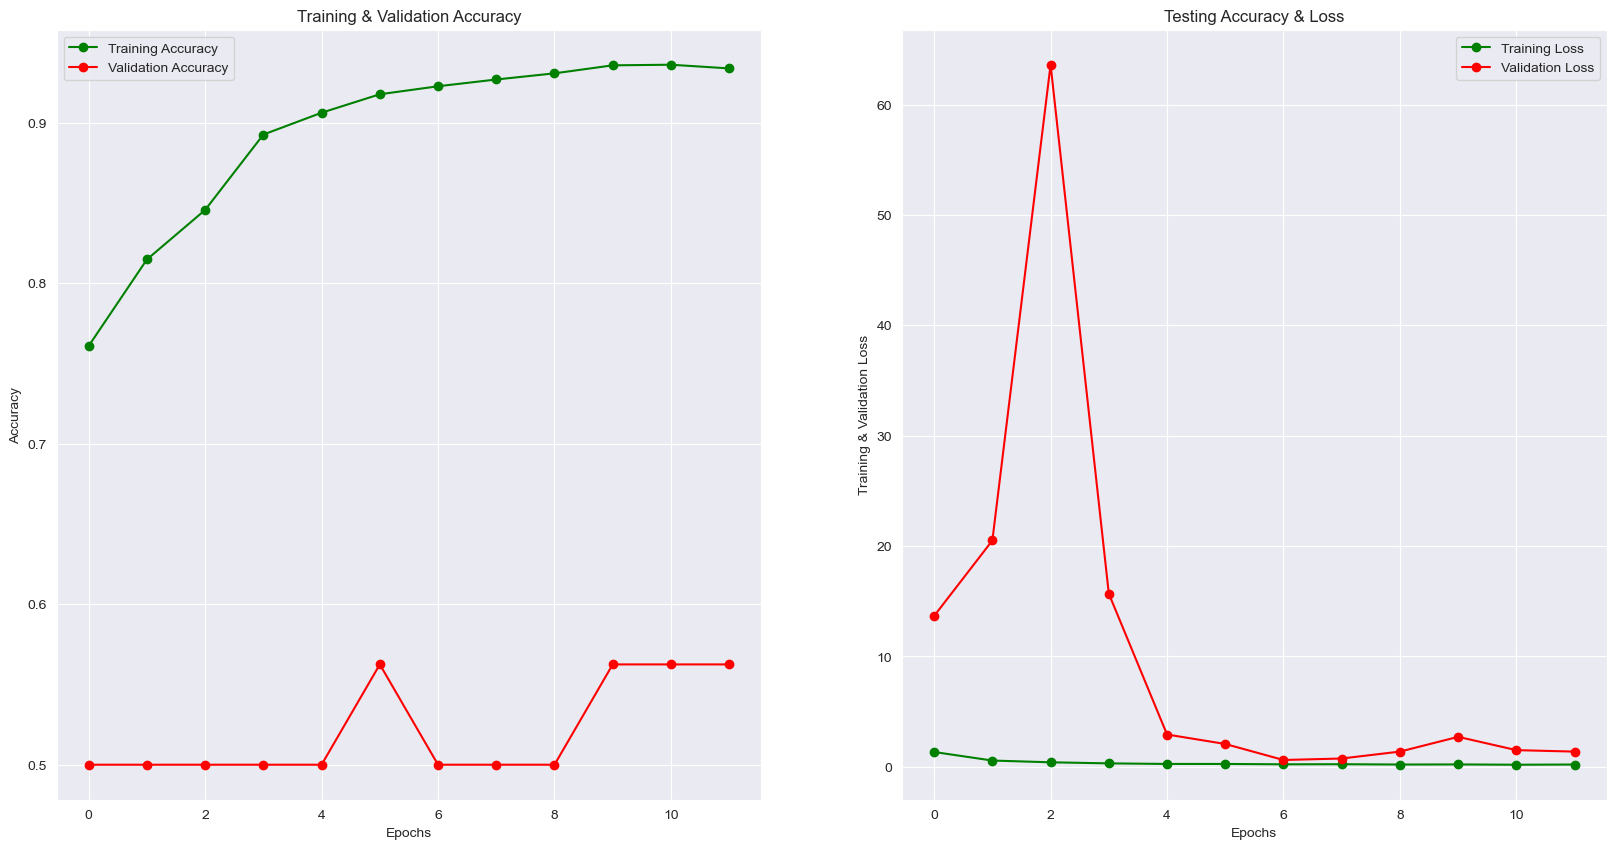 Training & Validation Accuracy
Training Accuracy
Validation Accuracy
0.9
0.8
0.7
0.6
0.5
Accuracy
0 2 4 6 8 10
Epochs
Testing Accuracy & Loss
Training Loss
Validation Loss
60
50
40
30
20
10
0
Training & Validation Loss
0 2 4 6 8 10
Epochs